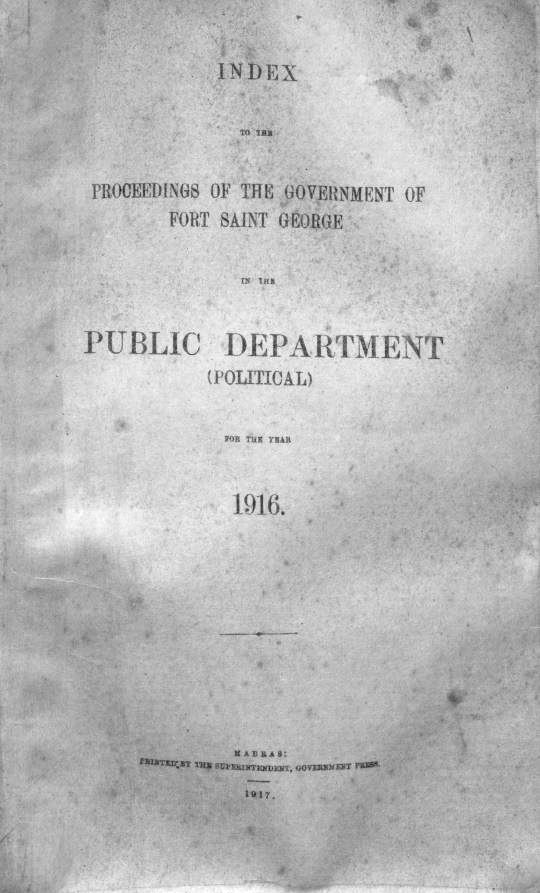 INDEX
TO THE
PROCEEDINGS OF THE GOVERNMENT OF
FORT SAINT GEORGE
IN THE
PUBLIC DEPARTMENT
(POLITICAL)
FOR THE YEAR
1916.
MADRAS:
PRINTED BY THE SUPERINTENDENT, GOVERNMENT PRESS.
1917.